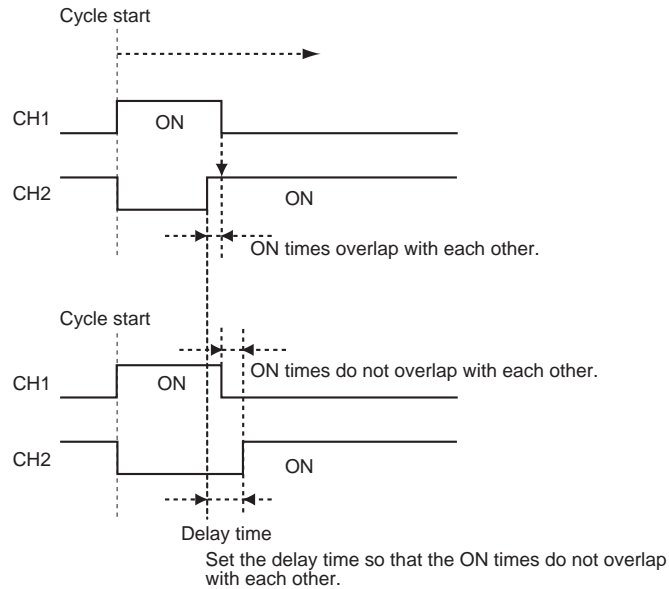 Cycle start
CH1
ON
CH2
ON
ON times overlap with each other.
Cycle start
ON times do not overlap with each other.
CH1
ON
CH2
ON
Delay time
Set the delay time so that the ON times do not overlap
with each other.